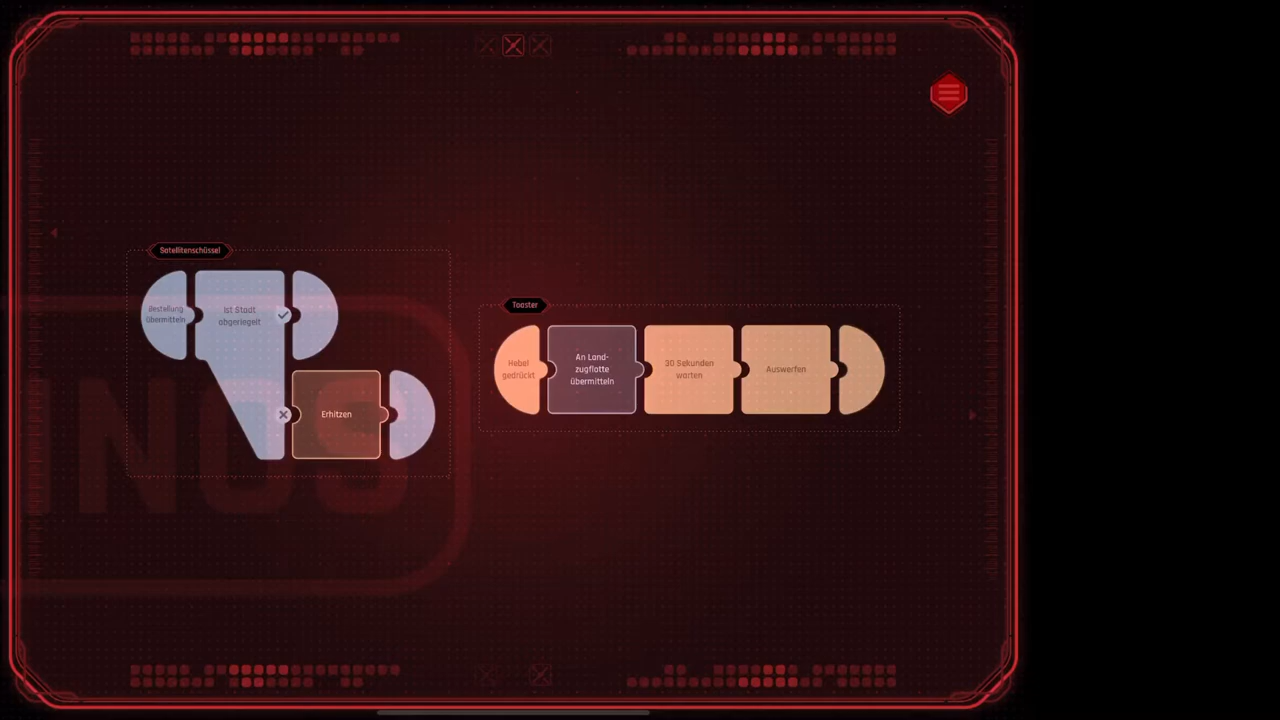 Satellitenschüssel
Bestellung
übermitteln
Ist Stadt
abgeriegelt
Erhitzen
Toaster
Hebel
gedrückt
An Land-
zugflotte
übermitteln
30 Sekunden
warten
Auswerfen